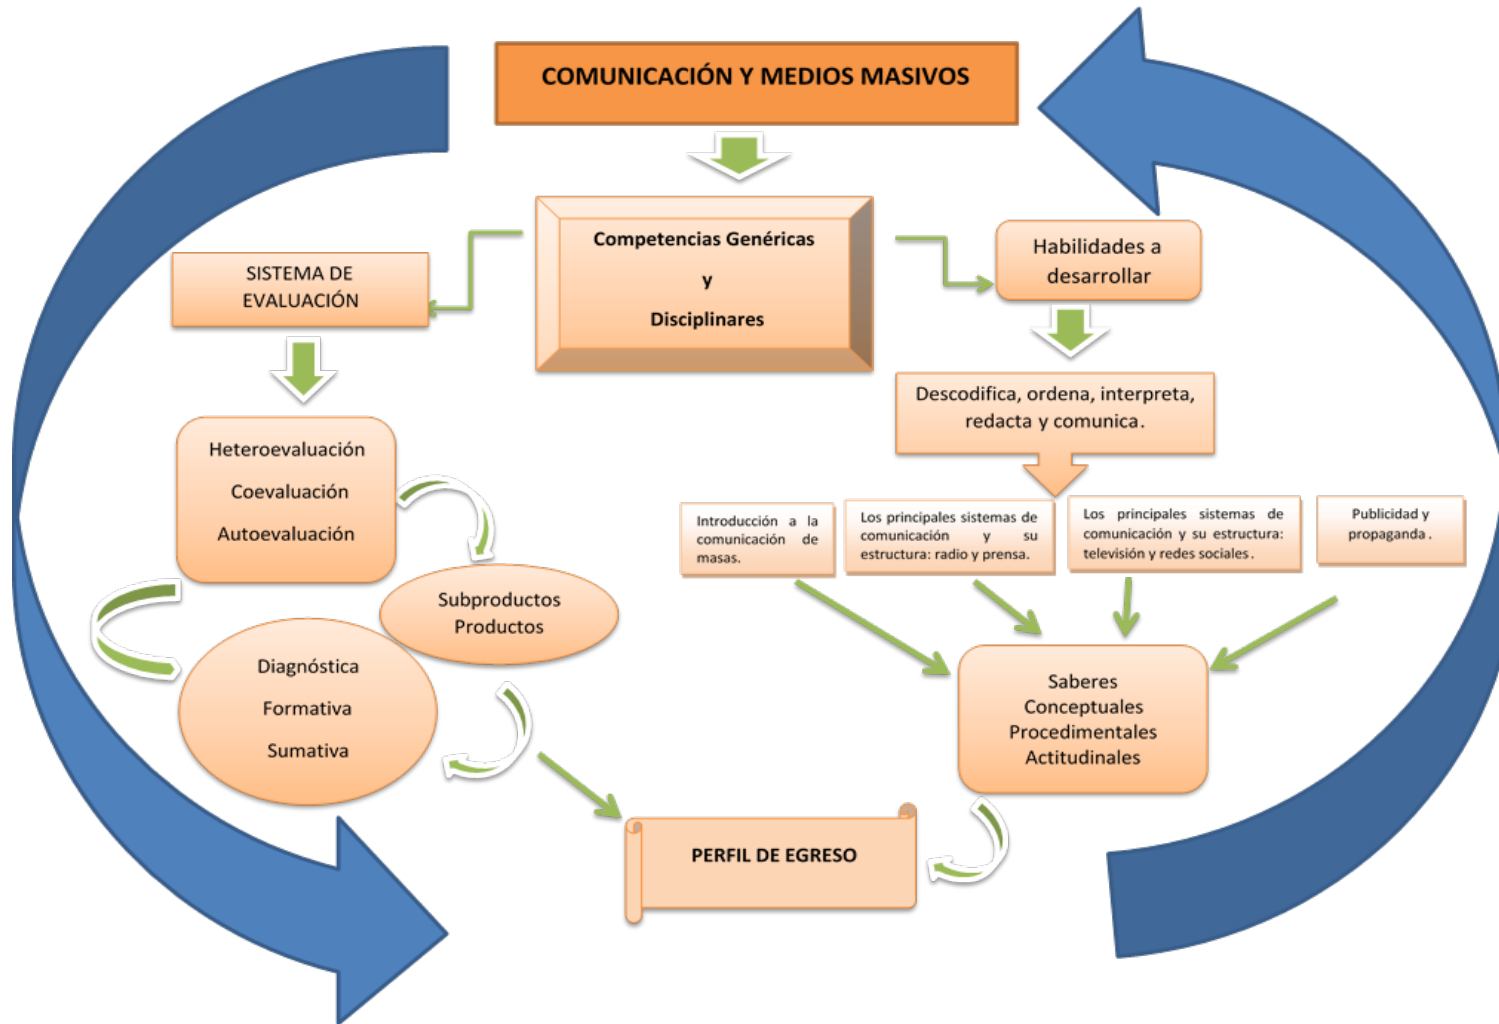 COMUNICACIÓN Y MEDIOS MASIVOS
Competencias Genéricas
y
Disciplinares
SISTEMA DE
EVALUACIÓN
Habilidades a
desarrollar
Heteroevaluación
Coevaluación
Autoevaluación
Subproductos
Productos
Diagnóstica
Formativa
Sumativa
Descodifica, ordena, interpreta,
redacta y comunica.
Introducción a la
comunicación de
masas.
Los principales sistemas de
comunicación y su
estructura: radio y prensa.
Los principales sistemas de
comunicación y su estructura:
televisión y redes sociales.
Publicidad y
propaganda.
Saberes
Conceptuales
Procedimentales
Actitudinales
PERFIL DE EGRESO